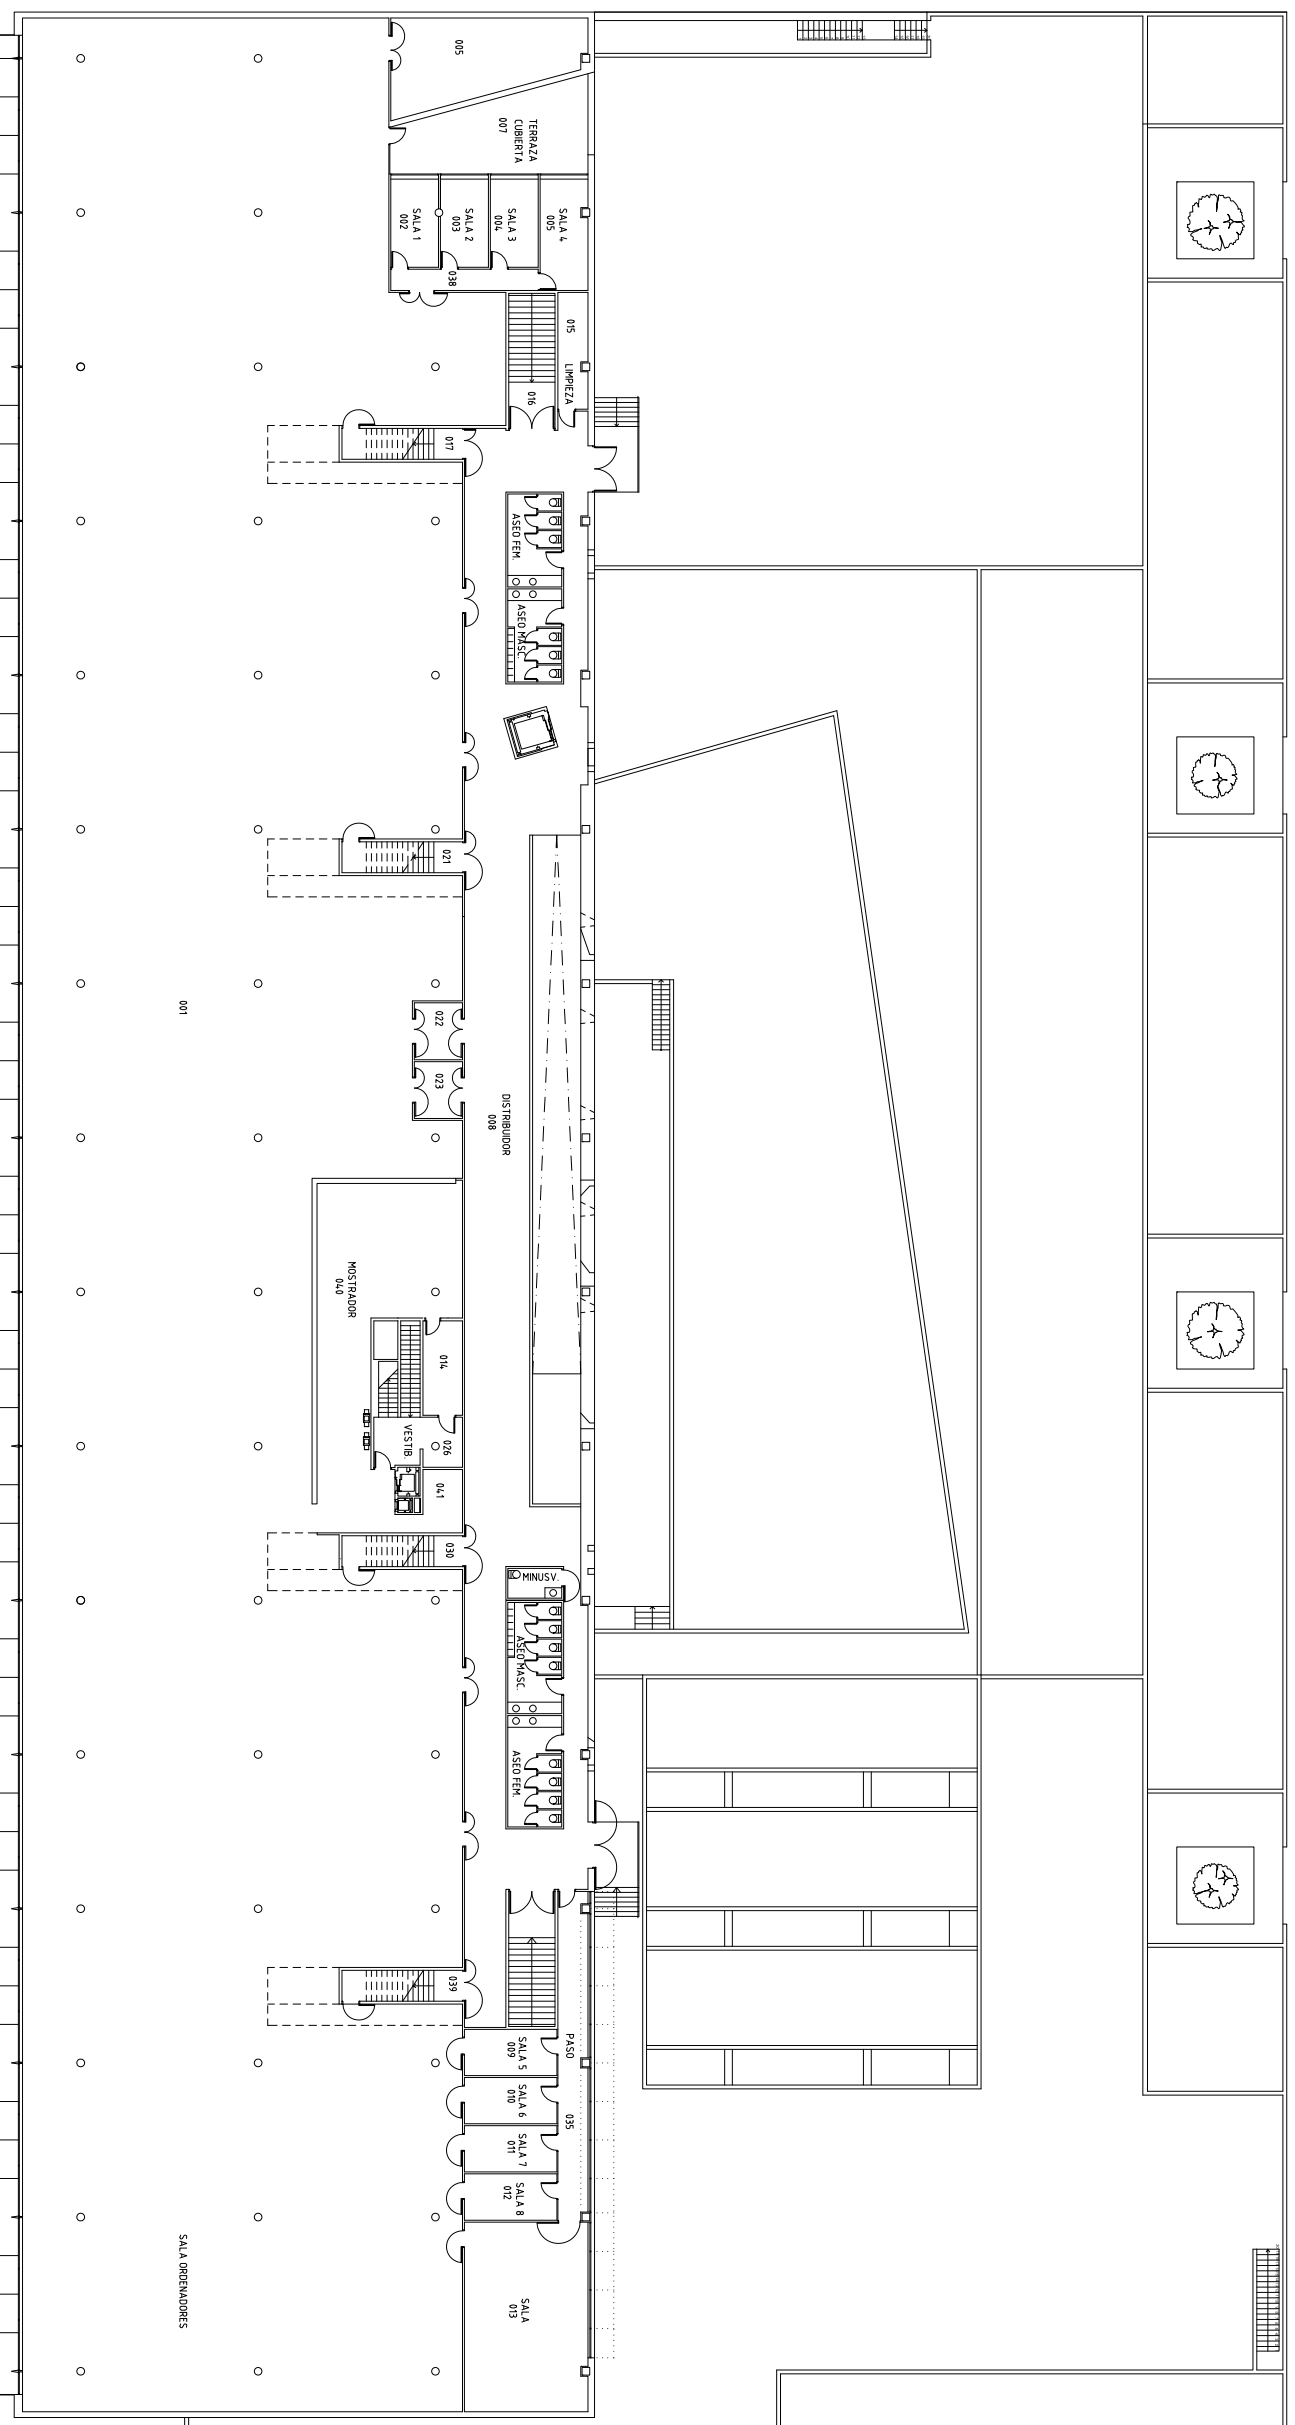 005
TERRAZA
CUBIERTA
007
SALA 1
002
SALA 2
003
SALA 3
004
SALA 4
005
038
015
LIMPIEZA
016
017
ASEO FEM.
ASEO MASC.
021
001
022
023
DISTRIBUIDOR
008
MOSTRADOR
040
014
VESTIB.
026
041
030
MINUSV.
ASEO MASC.
ASEO FEM.
039
PASO
SALA 5
009
SALA 6
010
035
SALA 7
011
SALA 8
012
SALA ORDENADORES
SALA
013